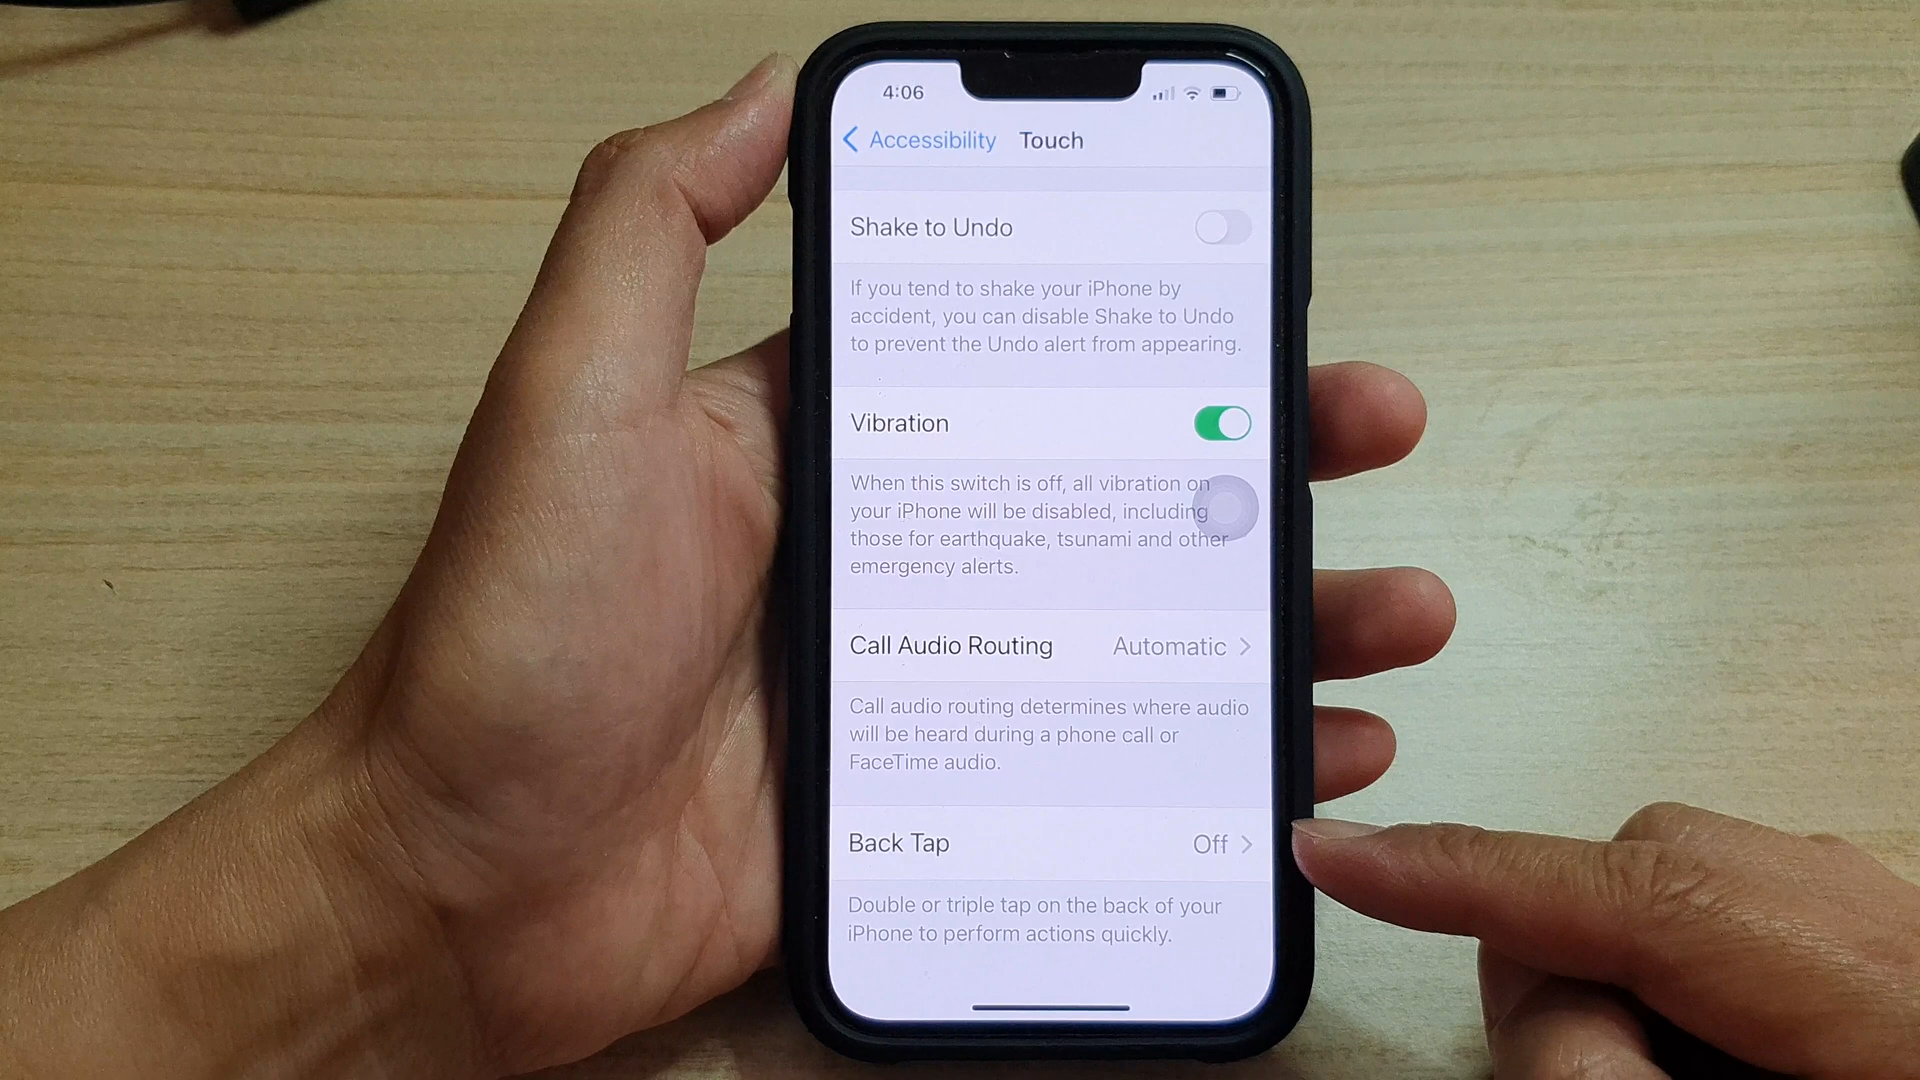 4:06
Accessibility Touch
Shake to Undo
If you tend to shake your iPhone by
accident, you can disable Shake to Undo
to prevent the Undo alert from appearing.
Vibration
When this switch is off, all vibration on
your iPhone will be disabled, including
those for earthquake, tsunami and other
emergency alerts.
Call Audio Routing Automatic
Call audio routing determines where audio
will be heard during a phone call or
FaceTime audio.
Back Tap Off
Double or triple tap on the back of your
iPhone to perform actions quickly.